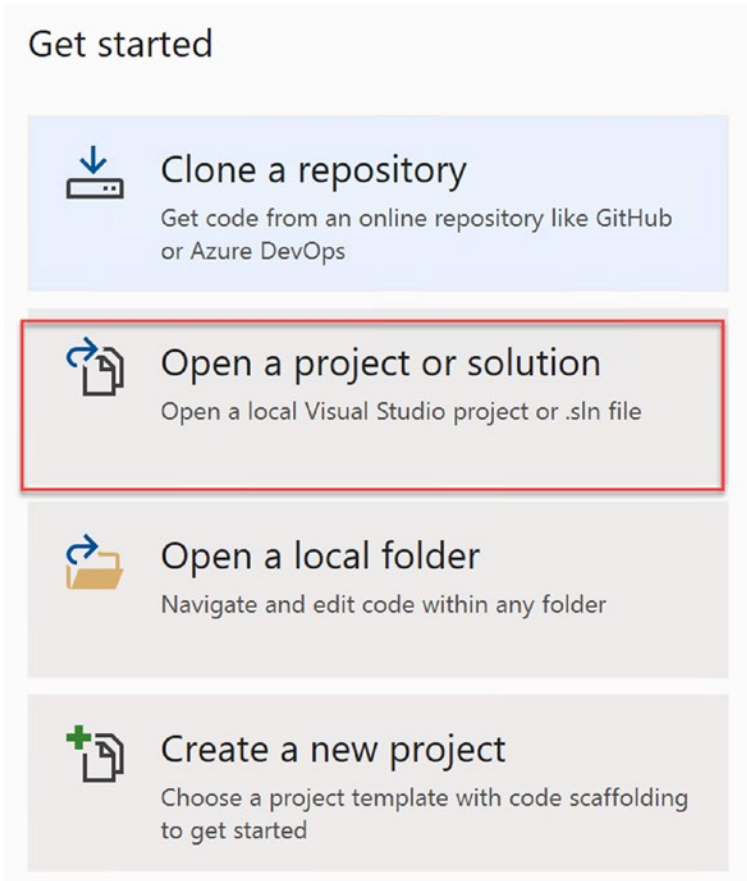 Get started
Clone a repository
Get code from an online repository like GitHub
or Azure DevOps
Open a project or solution
Open a local Visual Studio project or .sln file
Open a local folder
Navigate and edit code within any folder
Create a new project
Choose a project template with code scaffolding
to get started